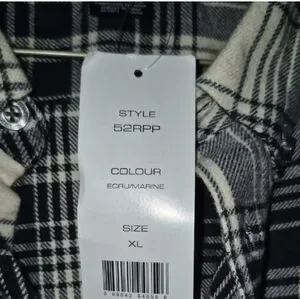 STYLE
52RPP
COLOUR
ECRU/MARINE
SIZE
XL